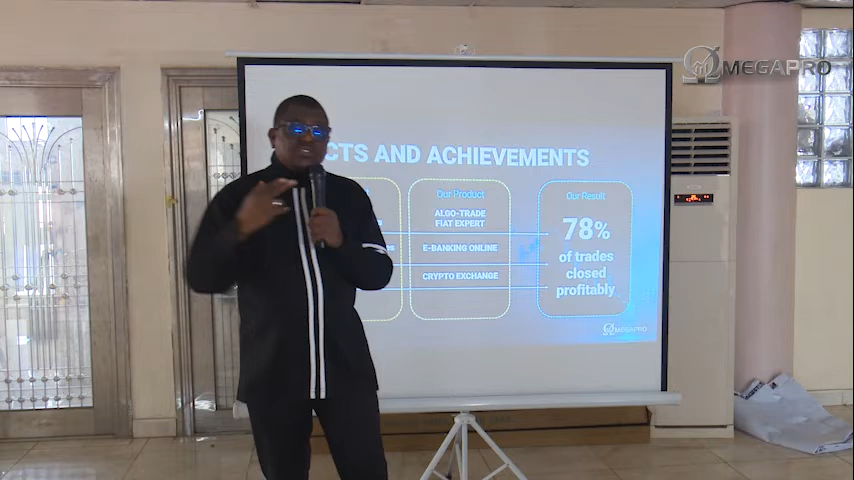 MEGAPRO
CTS AND ACHIEVEMENTS
Our Product
ALGO-TRADE
FIAT EXPERT
E-BANKING ONLINE
CRYPTO EXCHANGE
Our Result
78%
of trades
closed
profitably
MEGAPRO